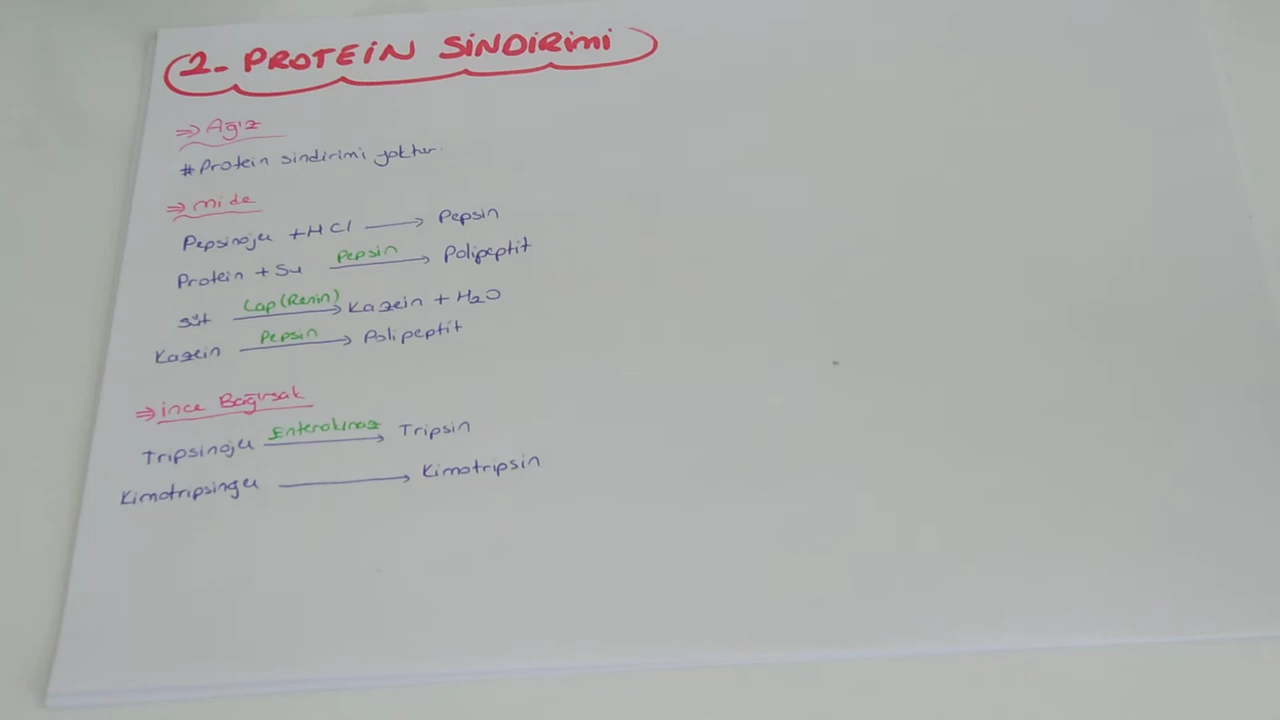 2- PROTEİN SİNDİRİMİ
⇒ Ağız
# Protein sindirimi yoktur.
⇒ mide
Pepsinojen + HCl → Pepsin
Protein + Su Pepsin → Polipeptit
süt Lap (Renin) → Kazein + H₂O
Kazein Pepsin → Polipeptit
⇒ ince Bağırsak
Tripsinojen Enterokinaz → Tripsin
Kimotripsinojen → Kimotripsin